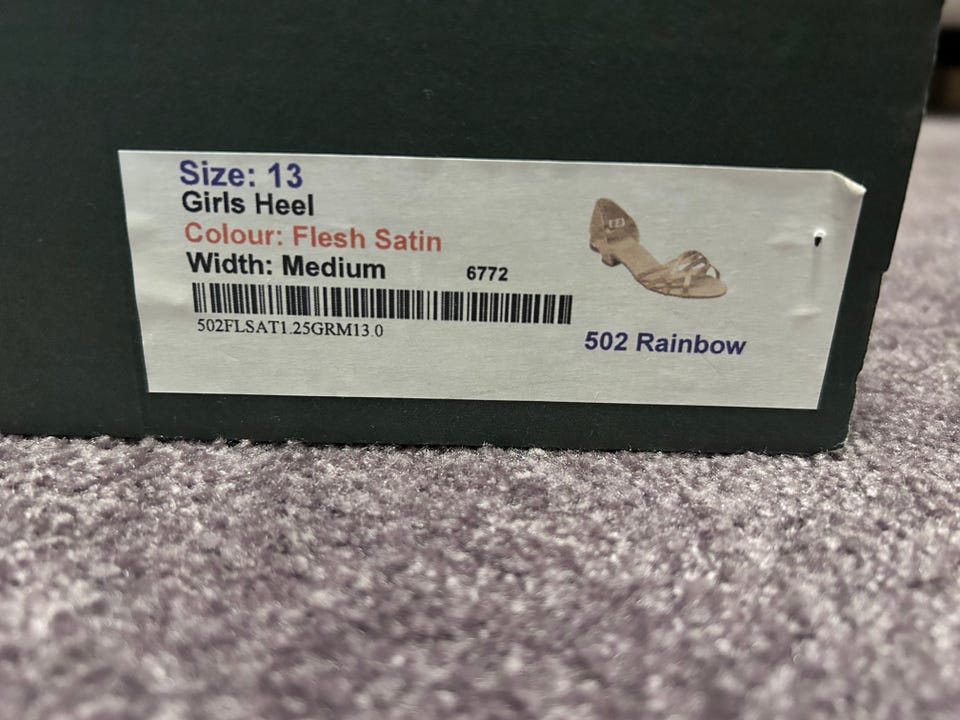 Size: 13
Girls Heel
Colour: Flesh Satin
Width: Medium
6772
502FLSAT1.25GRM13.0
502 Rainbow